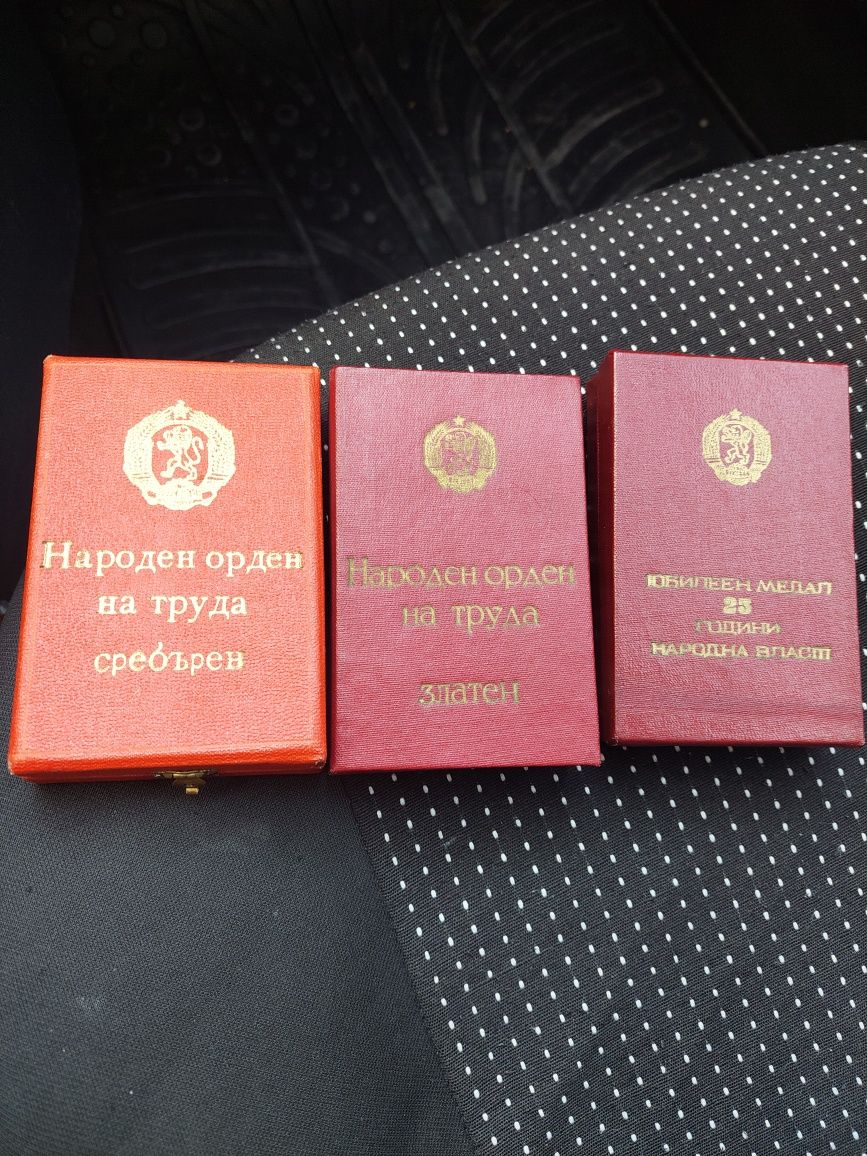 Народен орден
на труда
сребърен
Народен орден
на труда
златен
ЮБИЛЕЕН МЕДАЛ
25
ГОДИНИ
НАРОДНА ВЛАСТ